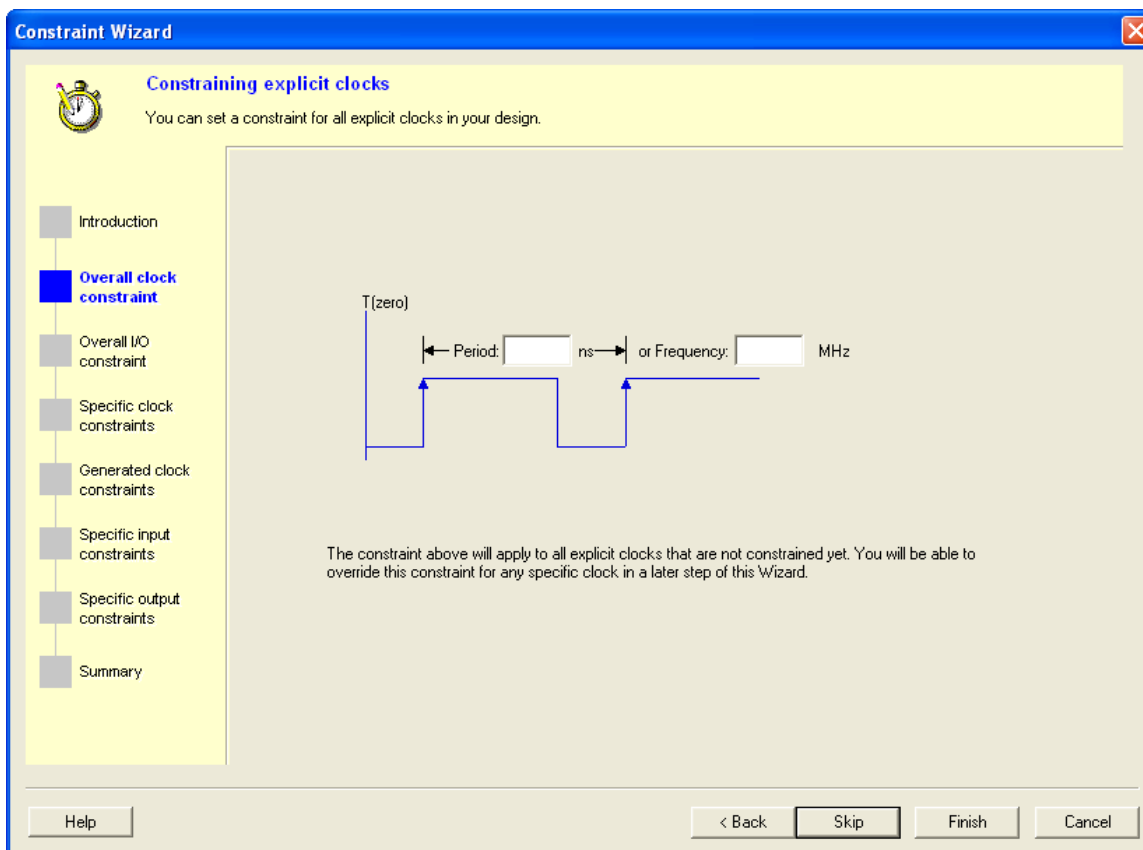 Constraint Wizard
Constraining explicit clocks
You can set a constraint for all explicit clocks in your design.
Introduction
Overall clock
constraint
Overall I/O
constraint
Specific clock
constraints
Generated clock
constraints
Specific input
constraints
Specific output
constraints
Summary
T(zero)
Period: ns or Frequency: MHz
The constraint above will apply to all explicit clocks that are not constrained yet. You will be able to
override this constraint for any specific clock in a later step of this Wizard.
Help < Back Skip Finish Cancel